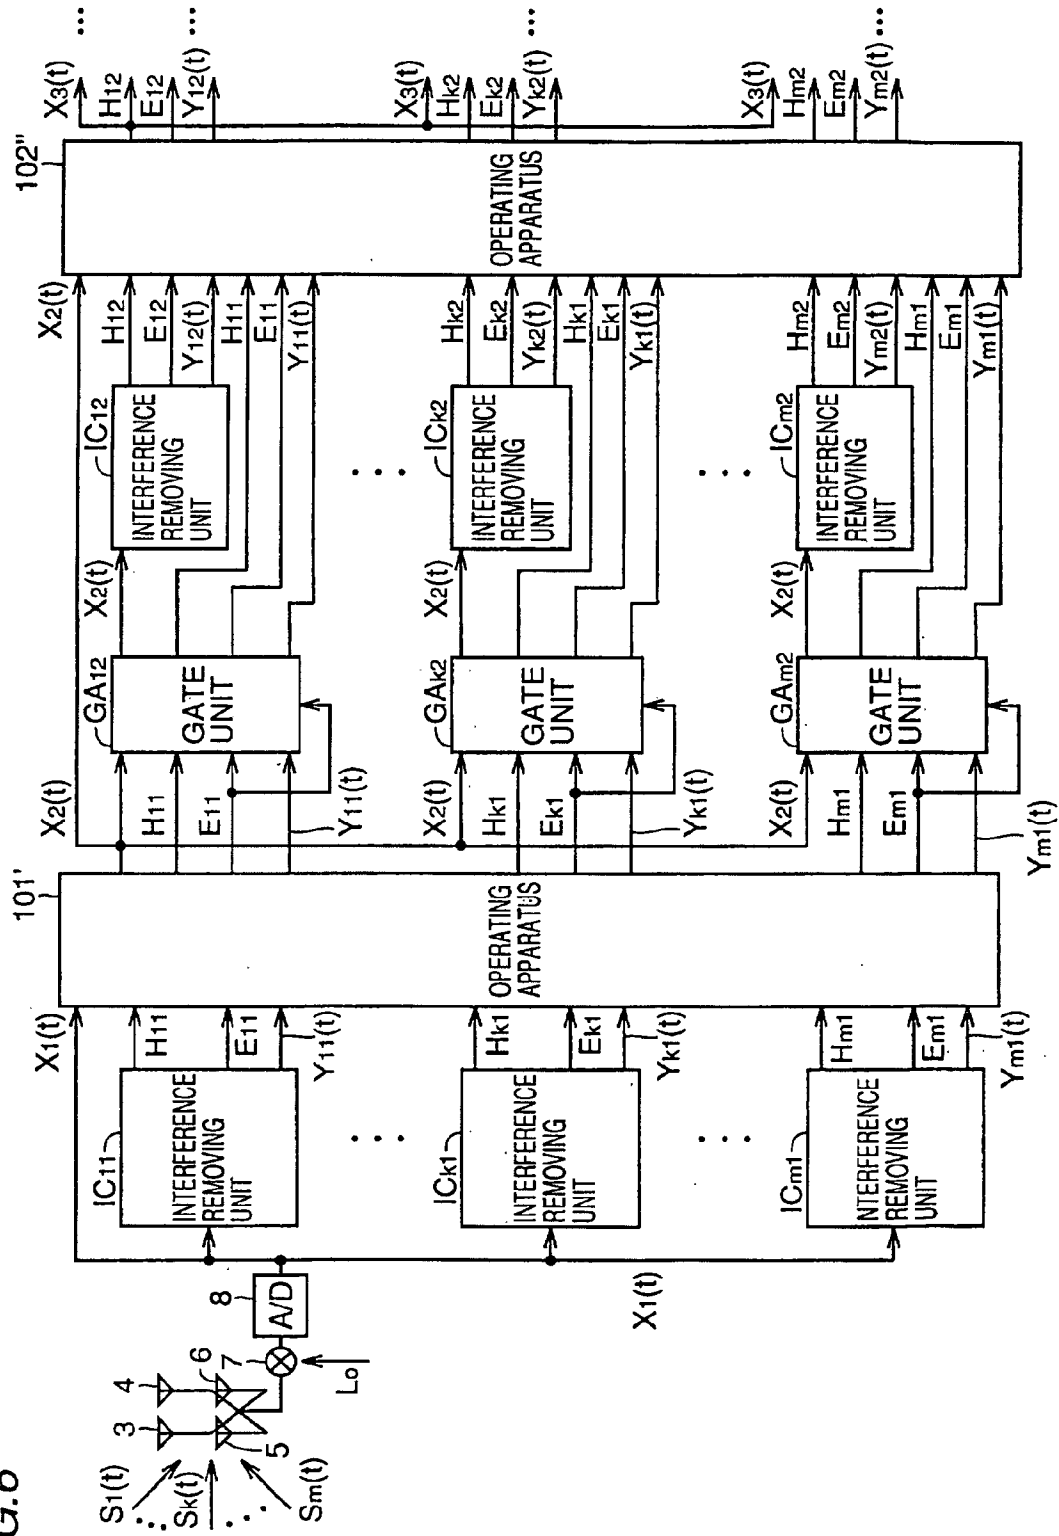 G.6
S1(t)
Sk(t)
Sm(t)
3
4
5
6
7
Lo
8
A/D
X1(t)
X1(t)
IC11
INTERFERENCE
REMOVING
UNIT
H11
E11
Y11(t)
ICk1
INTERFERENCE
REMOVING
UNIT
Hk1
Ek1
Yk1(t)
ICm1
NTERFERENCE
REMOVING
UNIT
Hm1
Em1
Ym1(t)
101'
OPERATING
APPARATUS
X2(t)
H11
E11
Y11(t)
X2(t)
Hk1
Ek1
Yk1(t)
X2(t)
Hm1
Em1
Ym1(t)
GA12
GATE
UNIT
GAk2
GATE
UNIT
GAm2
GATE
UNIT
X2(t)
X2(t)
X2(t)
IC12
INTERFERENCE
REMOVING
UNIT
ICk2
INTERFERENCE
REMOVING
UNIT
ICm2
INTERFERENCE
REMOVING
UNIT
X2(t)
H12
E12
Y12(t)
H11
E11
Y11(t)
Hk2
Ek2
Yk2(t)
Hk1
Ek1
Yk1(t)
Hm2
Em2
Ym2(t)
Hm1
Em1
Ym1(t)
102"
OPERATING
APPARATUS
X3(t)
H12
E12
Y12(t)
X3(t)
Hk2
Ek2
Yk2(t)
X3(t)
Hm2
Em2
Ym2(t)